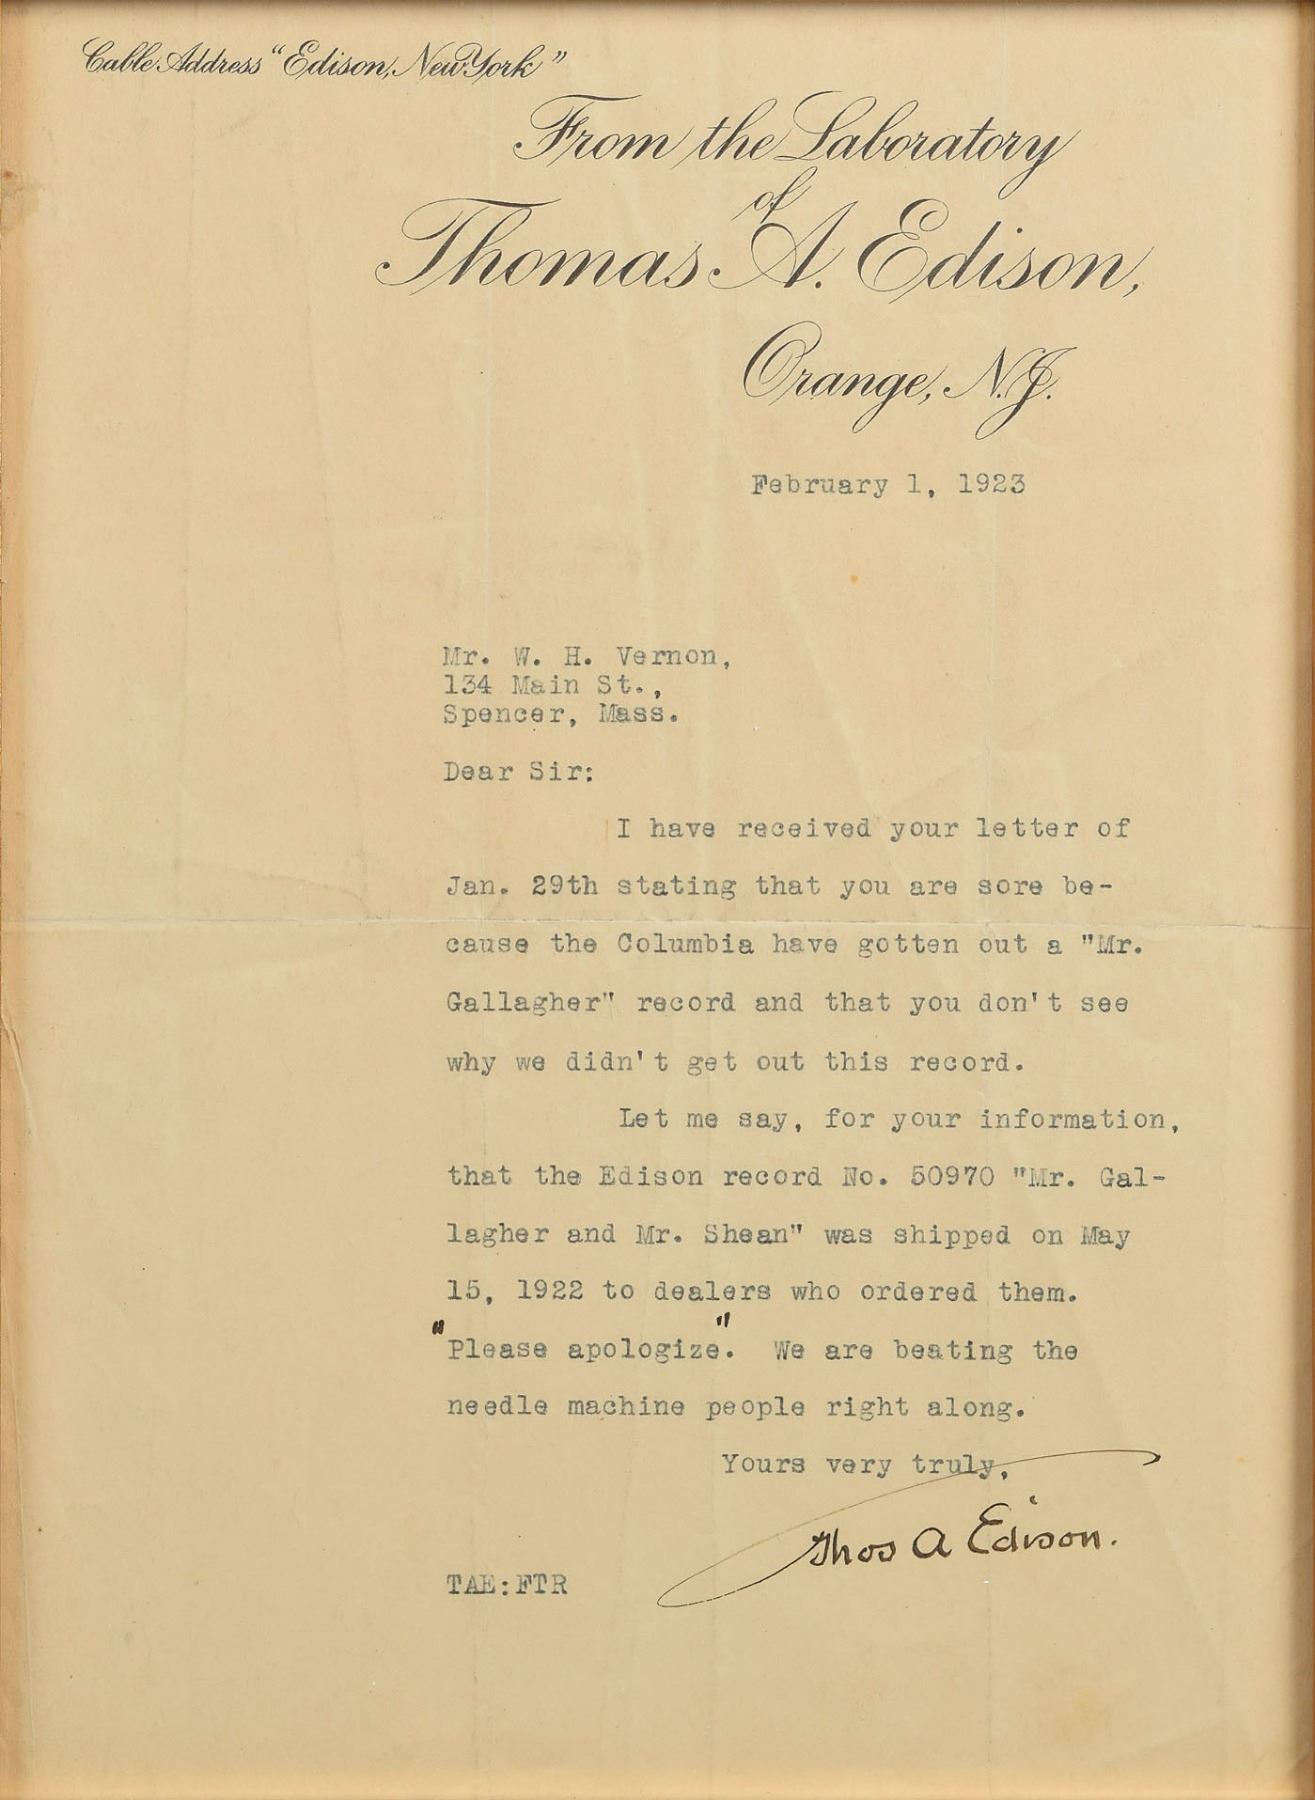 Cable Address "Edison, New York"
From the Laboratory
of
Thomas A. Edison,
Orange, N.J.
February 1, 1923
Mr. W. H. Vernon,
134 Main St.,
Spencer, Mass.
Dear Sir:
I have received your letter of
Jan. 29th stating that you are sore be-
cause the Columbia have gotten out a "Mr.
Gallagher" record and that you don't see
why we didn't get out this record.
Let me say, for your information,
that the Edison record No. 50970 "Mr. Gal-
lagher and Mr. Shean" was shipped on May
15, 1922 to dealers who ordered them.
"Please apologize". We are beating the
needle machine people right along.
Yours very truly,
Thos A Edison.
TAE:FTR